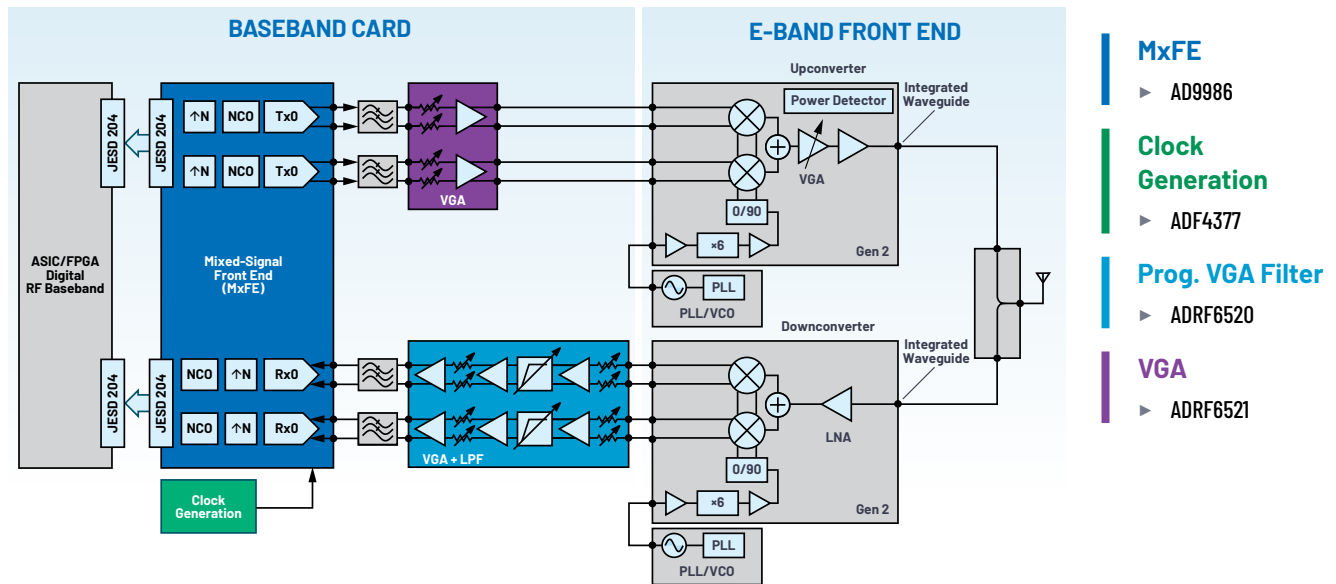 BASEBAND CARD
E-BAND FRONT END
ASIC/FPGA
Digital
RF Baseband
JESD 204
JESD 204
↑N
NCO
Tx0
↑N
NCO
Tx0
Mixed-Signal
Front End
(MxFE)
JESD 204
JESD 204
NCO
↑N
Rx0
NCO
↑N
Rx0
Clock
Generation
VGA
VGA + LPF
Upconverter
Power Detector
Integrated
Waveguide
VGA
0/90
×6
Gen 2
PLL
PLL/VCO
Downconverter
Integrated
Waveguide
LNA
0/90
×6
Gen 2
PLL
PLL/VCO
MxFE
► AD9986
Clock
Generation
► ADF4377
Prog. VGA Filter
► ADRF6520
VGA
► ADRF6521